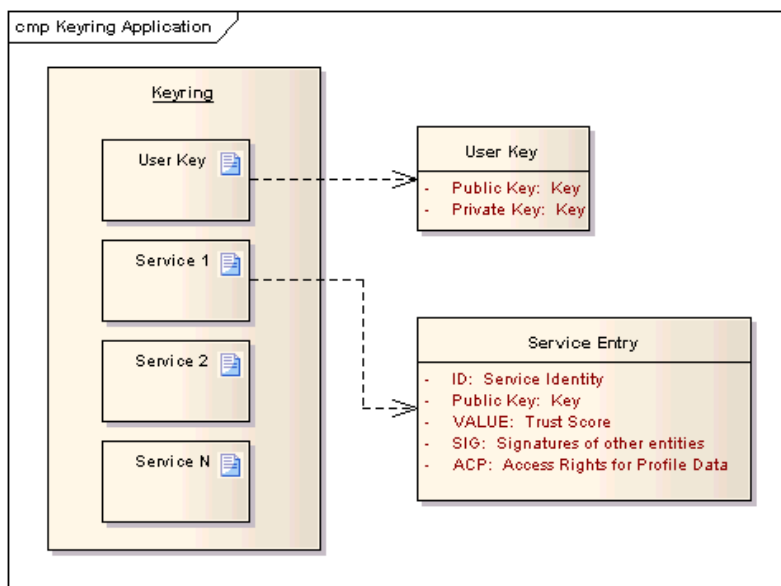 cmp Keyring Application
Keyring
User Key
Service 1
Service 2
Service N
User Key
- Public Key: Key
- Private Key: Key
Service Entry
- ID: Service Identity
- Public Key: Key
- VALUE: Trust Score
- SIG: Signatures of other entities
- ACP: Access Rights for Profile Data